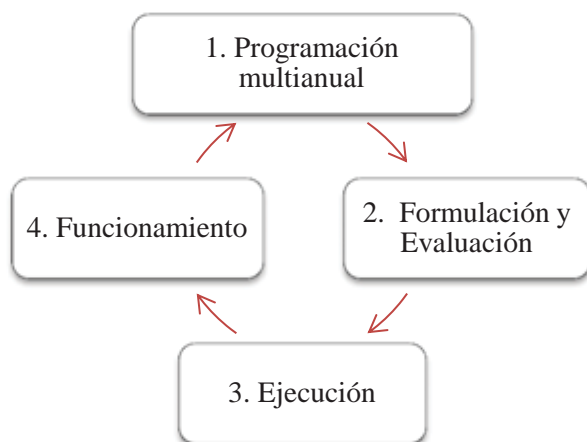 1. Programación
multianual
4. Funcionamiento
2. Formulación y
Evaluación
3. Ejecución